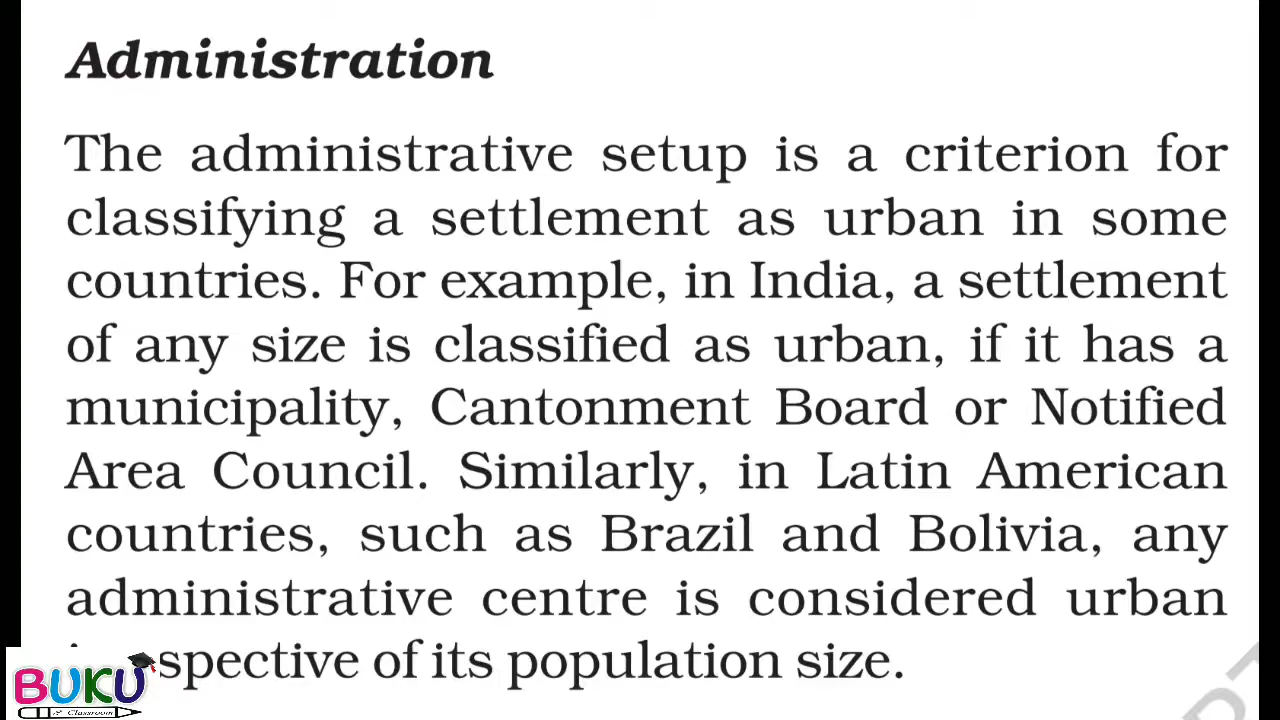 Administration
The administrative setup is a criterion for
classifying a settlement as urban in some
countries. For example, in India, a settlement
of any size is classified as urban, if it has a
municipality, Cantonment Board or Notified
Area Council. Similarly, in Latin American
countries, such as Brazil and Bolivia, any
administrative centre is considered urban
spective of its population size.
BUKU
Classroom